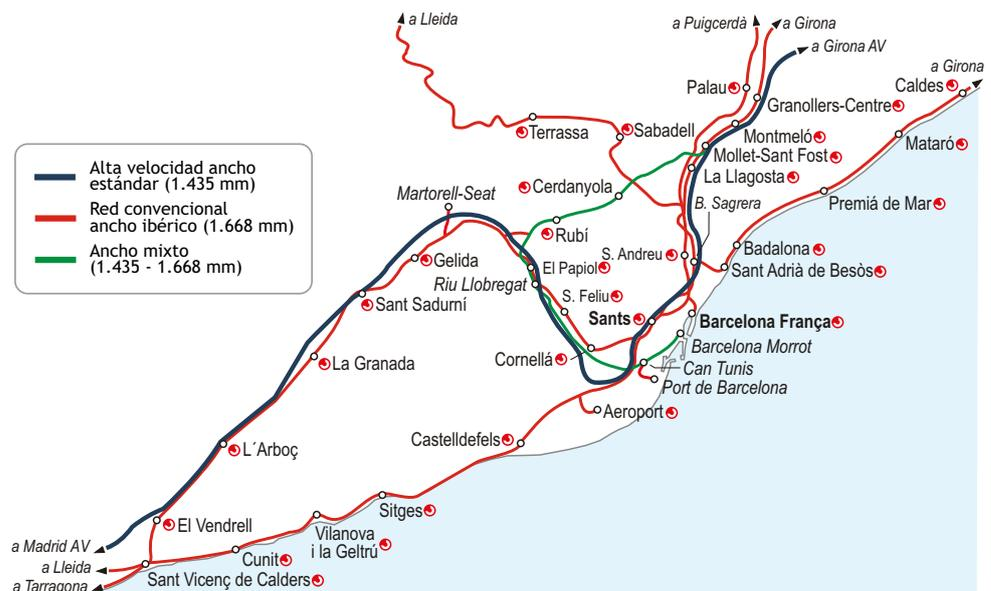 a Lleida
a Puigcerdà
a Girona
a Girona AV
a Girona
Palau
Caldes
Granollers-Centre
Terrassa
Sabadell
Montmeló
Mataró
Mollet-Sant Fost
Alta velocidad ancho
estándar (1.435 mm)
Red convencional
ancho ibérico (1.668 mm)
Ancho mixto
(1.435 - 1.668 mm)
La Llagosta
Martorell-Seat
Cerdanyola
B. Sagrera
Premiá de Mar
Rubí
Badalona
Gelida
El Papiol
S. Andreu
Sant Adrià de Besòs
Riu Llobregat
S. Feliu
Sant Sadurní
Sants
Barcelona França
Barcelona Morrot
Cornellá
La Granada
Can Tunis
Port de Barcelona
Aeroport
Castelldefels
L´Arboç
Sitges
El Vendrell
Vilanova
i la Geltrú
a Madrid AV
Cunit
a Lleida
Sant Vicenç de Calders
a Tarragona